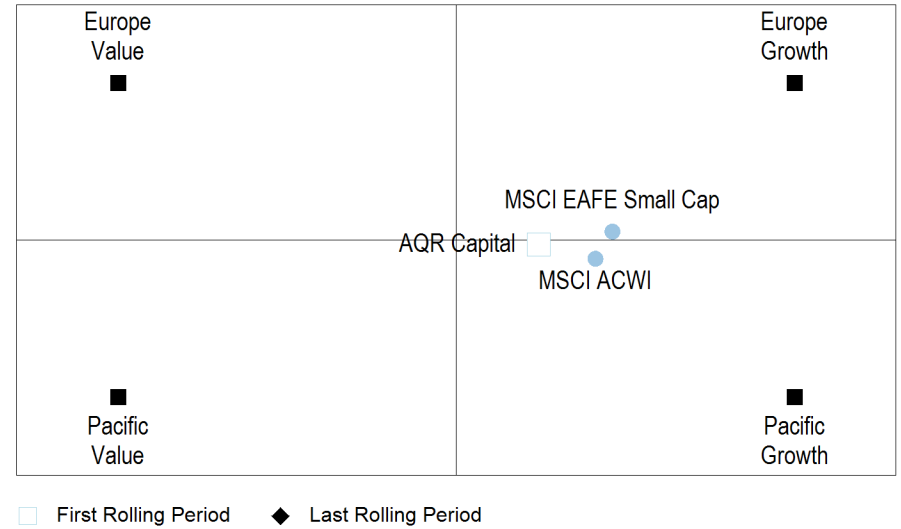 Europe
Value
Europe
Growth
MSCI EAFE Small Cap
AQR Capital
MSCI ACWI
Pacific
Value
Pacific
Growth
First Rolling Period
Last Rolling Period